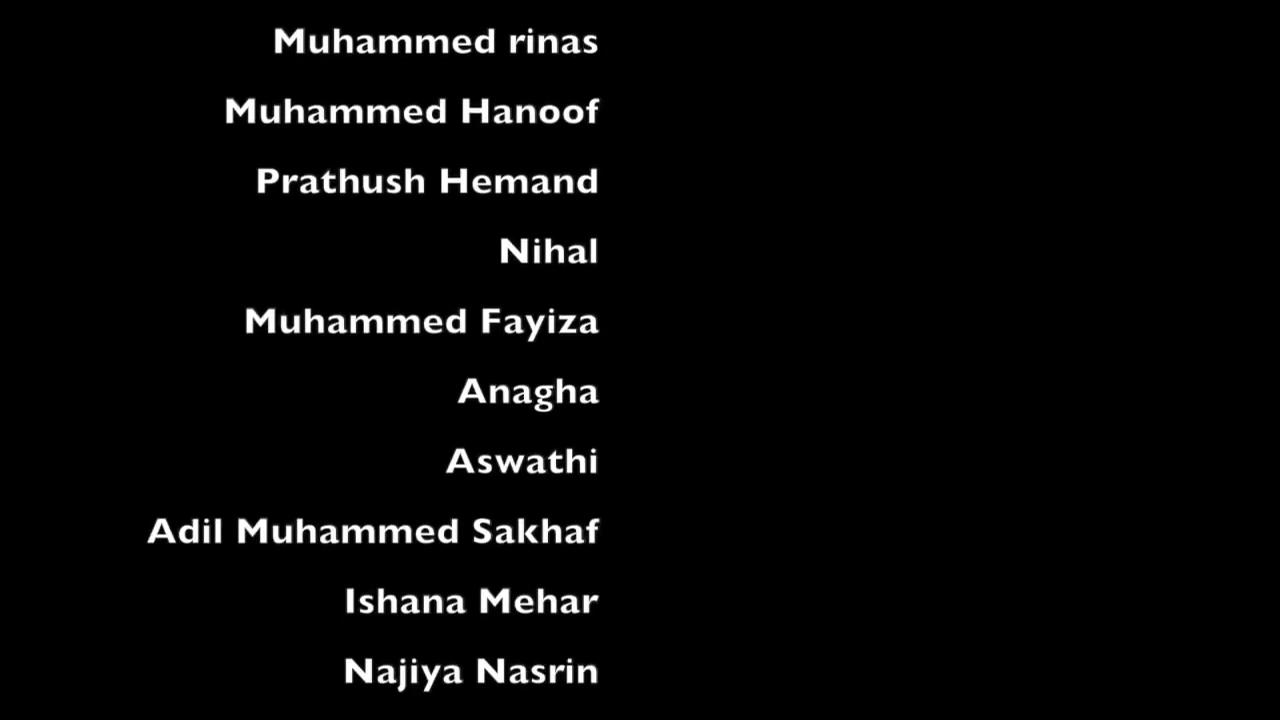 Muhammed rinas
Muhammed Hanoof
Prathush Hemand
Nihal
Muhammed Fayiza
Anagha
Aswathi
Adil Muhammed Sakhaf
Ishana Mehar
Najiya Nasrin